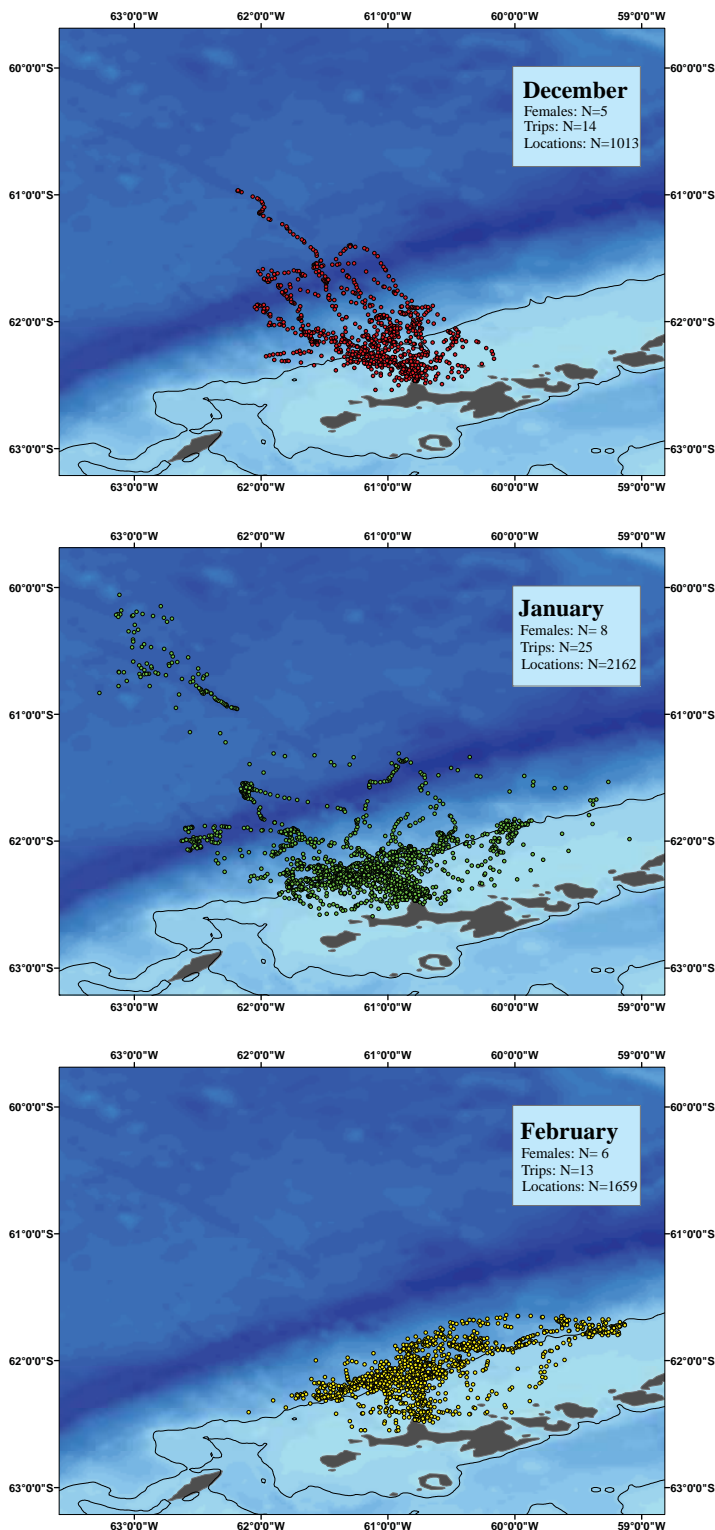 63°0'0"W 62°0'0"W 61°0'0"W 60°0'0"W 59°0'0"W
60°0'0"S 60°0'0"S
December
Females: N=5
Trips: N=14
Locations: N=1013
61°0'0"S 61°0'0"S
62°0'0"S 62°0'0"S
63°0'0"S 63°0'0"S
63°0'0"W 62°0'0"W 61°0'0"W 60°0'0"W 59°0'0"W
63°0'0"W 62°0'0"W 61°0'0"W 60°0'0"W 59°0'0"W
60°0'0"S 60°0'0"S
January
Females: N= 8
Trips: N=25
Locations: N=2162
61°0'0"S 61°0'0"S
62°0'0"S 62°0'0"S
63°0'0"S 63°0'0"S
63°0'0"W 62°0'0"W 61°0'0"W 60°0'0"W 59°0'0"W
63°0'0"W 62°0'0"W 61°0'0"W 60°0'0"W 59°0'0"W
60°0'0"S 60°0'0"S
February
Females: N= 6
Trips: N=13
Locations: N=1659
61°0'0"S 61°0'0"S
62°0'0"S 62°0'0"S
63°0'0"S 63°0'0"S
63°0'0"W 62°0'0"W 61°0'0"W 60°0'0"W 59°0'0"W